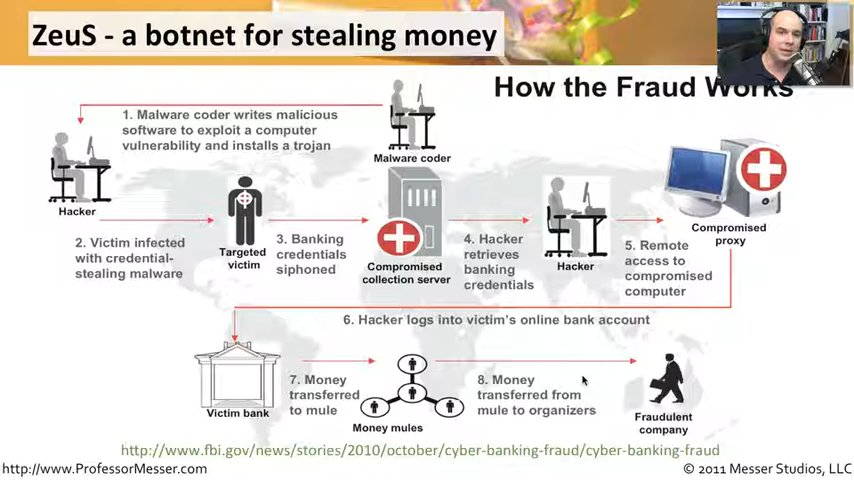 ZeuS - a botnet for stealing money
How the Fraud Works
1. Malware coder writes malicious
software to exploit a computer
vulnerability and installs a trojan
Malware coder
Hacker
2. Victim infected
with credential-
stealing malware
Targeted
victim
3. Banking
credentials
siphoned
Compromised
collection server
4. Hacker
retrieves
banking
credentials
Hacker
5. Remote
access to
compromised
computer
Compromised
proxy
6. Hacker logs into victim's online bank account
Victim bank
7. Money
transferred
to mule
Money mules
8. Money
transferred from
mule to organizers
Fraudulent
company
http://www.fbi.gov/news/stories/2010/october/cyber-banking-fraud/cyber-banking-fraud
http://www.ProfessorMesser.com
© 2011 Messer Studios, LLC